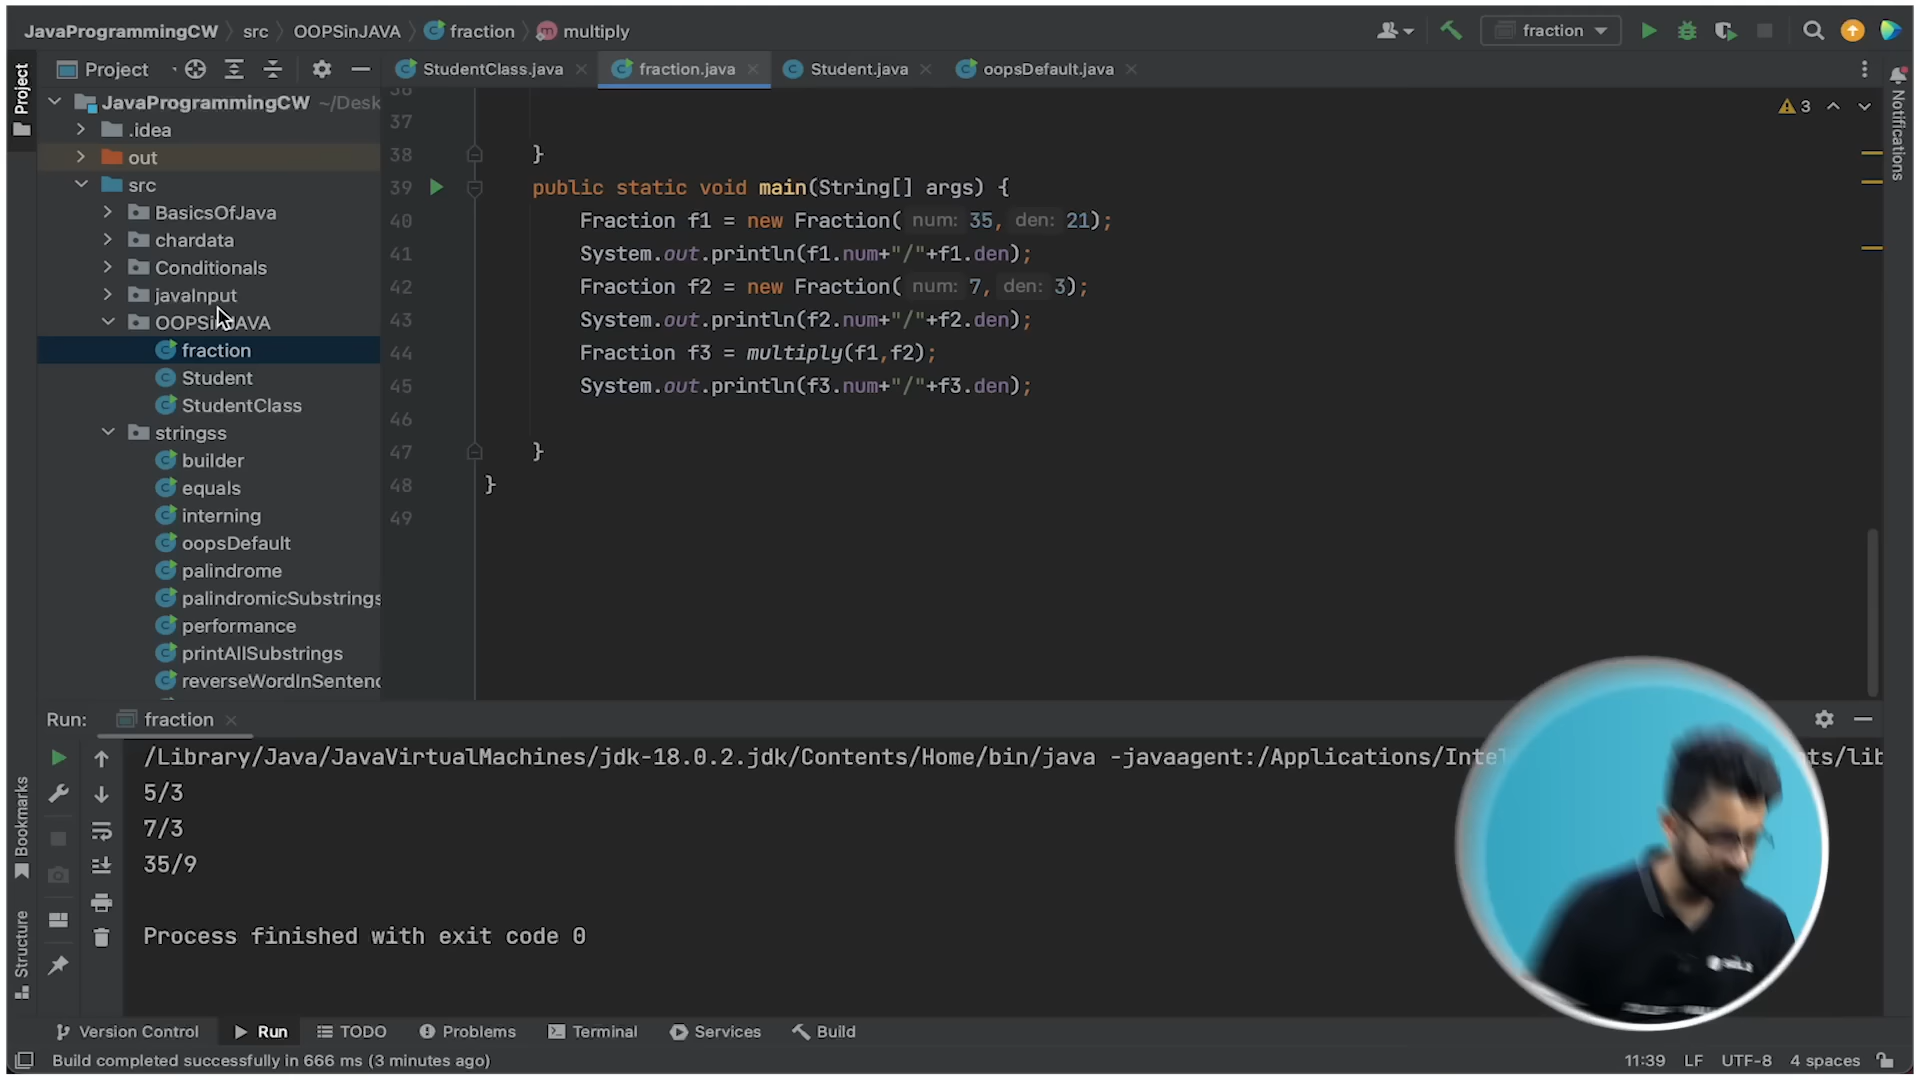 JavaProgrammingCW > src > OOPSinJAVA > fraction > multiply
fraction
Project
Project
StudentClass.java
fraction.java
Student.java
oopsDefault.java
Notifications
3
JavaProgrammingCW ~/Desk
.idea
out
src
BasicsOfJava
chardata
Conditionals
javaInput
OOPSinJAVA
fraction
Student
StudentClass
stringss
builder
equals
interning
oopsDefault
palindrome
palindromicSubstrings
performance
printAllSubstrings
reverseWordInSentenc
36
37
38 }
39 public static void main(String[] args) {
40 Fraction f1 = new Fraction( num: 35, den: 21);
41 System.out.println(f1.num+"/"+f1.den);
42 Fraction f2 = new Fraction( num: 7, den: 3);
43 System.out.println(f2.num+"/"+f2.den);
44 Fraction f3 = multiply(f1,f2);
45 System.out.println(f3.num+"/"+f3.den);
46
47 }
48 }
49
Run: fraction
/Library/Java/JavaVirtualMachines/jdk-18.0.2.jdk/Contents/Home/bin/java -javaagent:/Applications/Intel ts/lib
5/3
7/3
35/9
Process finished with exit code 0
Bookmarks
Structure
Version Control
Run
TODO
Problems
Terminal
Services
Build
Build completed successfully in 666 ms (3 minutes ago)
11:39 LF UTF-8 4 spaces